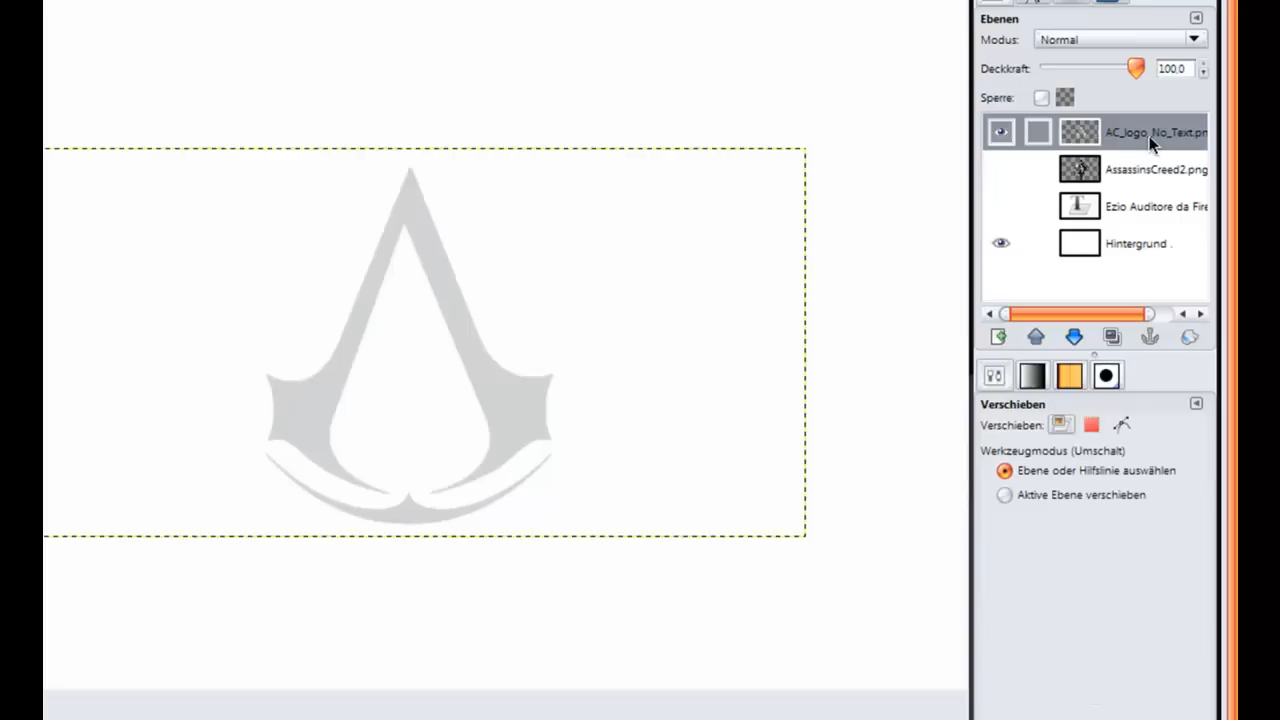 Ebenen
Modus: Normal
Deckkraft: 100,0
Sperre:
AC_logo_No_Text.pn
AssassinsCreed2.png
Ezio Auditore da Fire
Hintergrund .
Verschieben
Verschieben:
Werkzeugmodus (Umschalt)
Ebene oder Hilfslinie auswählen
Aktive Ebene verschieben